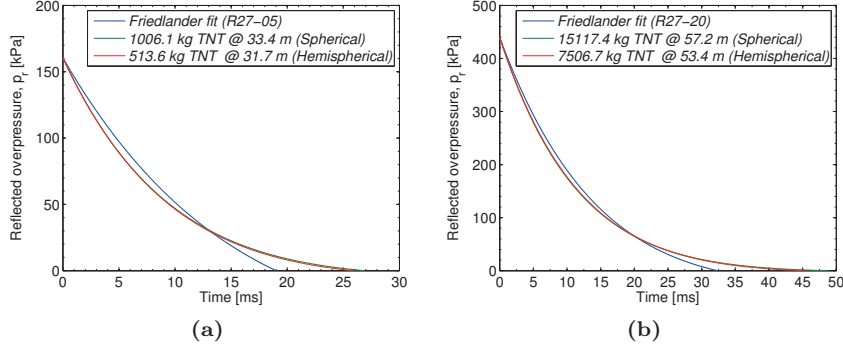 200
150
100
50
0
Reflected overpressure, pr [kPa]
Friedlander fit (R27-05)
1006.1 kg TNT @ 33.4 m (Spherical)
513.6 kg TNT @ 31.7 m (Hemispherical)
0 5 10 15 20 25 30
Time [ms]
(a)
500
400
300
200
100
0
Reflected overpressure, pr [kPa]
Friedlander fit (R27-20)
15117.4 kg TNT @ 57.2 m (Spherical)
7506.7 kg TNT @ 53.4 m (Hemispherical)
0 5 10 15 20 25 30 35 40 45 50
Time [ms]
(b)